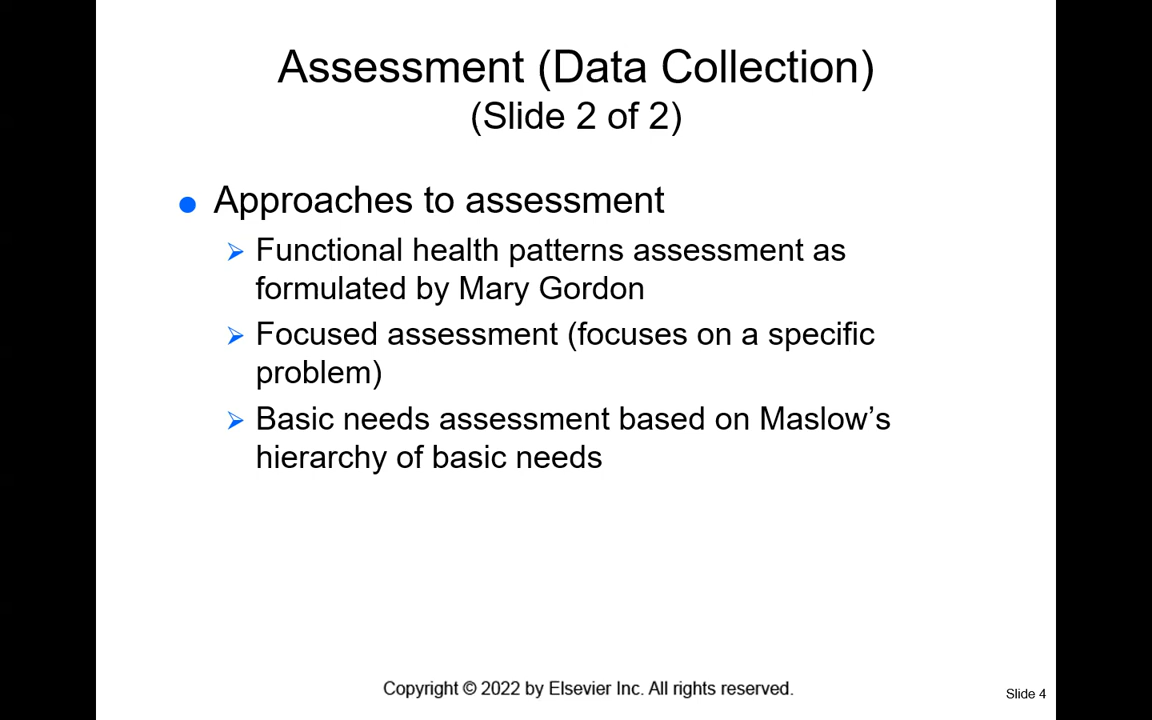 Assessment (Data Collection)
(Slide 2 of 2)
● Approaches to assessment
➢ Functional health patterns assessment as
formulated by Mary Gordon
➢ Focused assessment (focuses on a specific
problem)
➢ Basic needs assessment based on Maslow’s
hierarchy of basic needs
Copyright © 2022 by Elsevier Inc. All rights reserved.
Slide 4